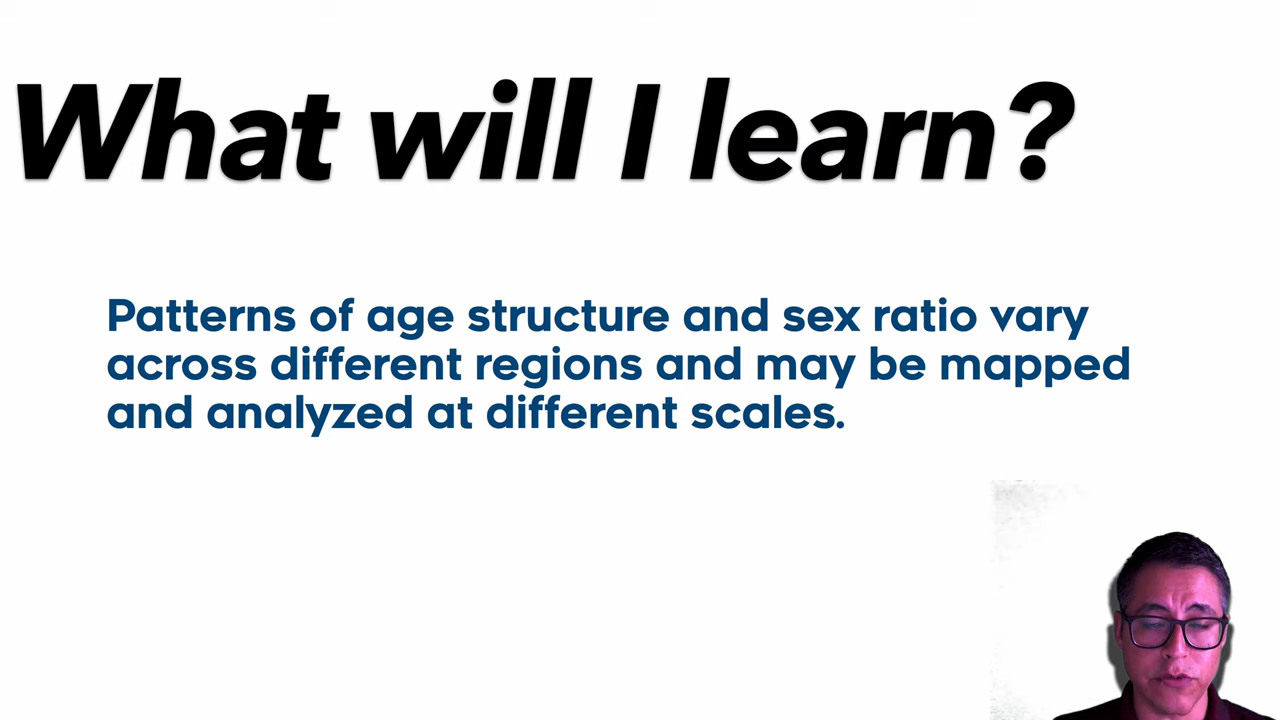 What will I learn?
Patterns of age structure and sex ratio vary
across different regions and may be mapped
and analyzed at different scales.